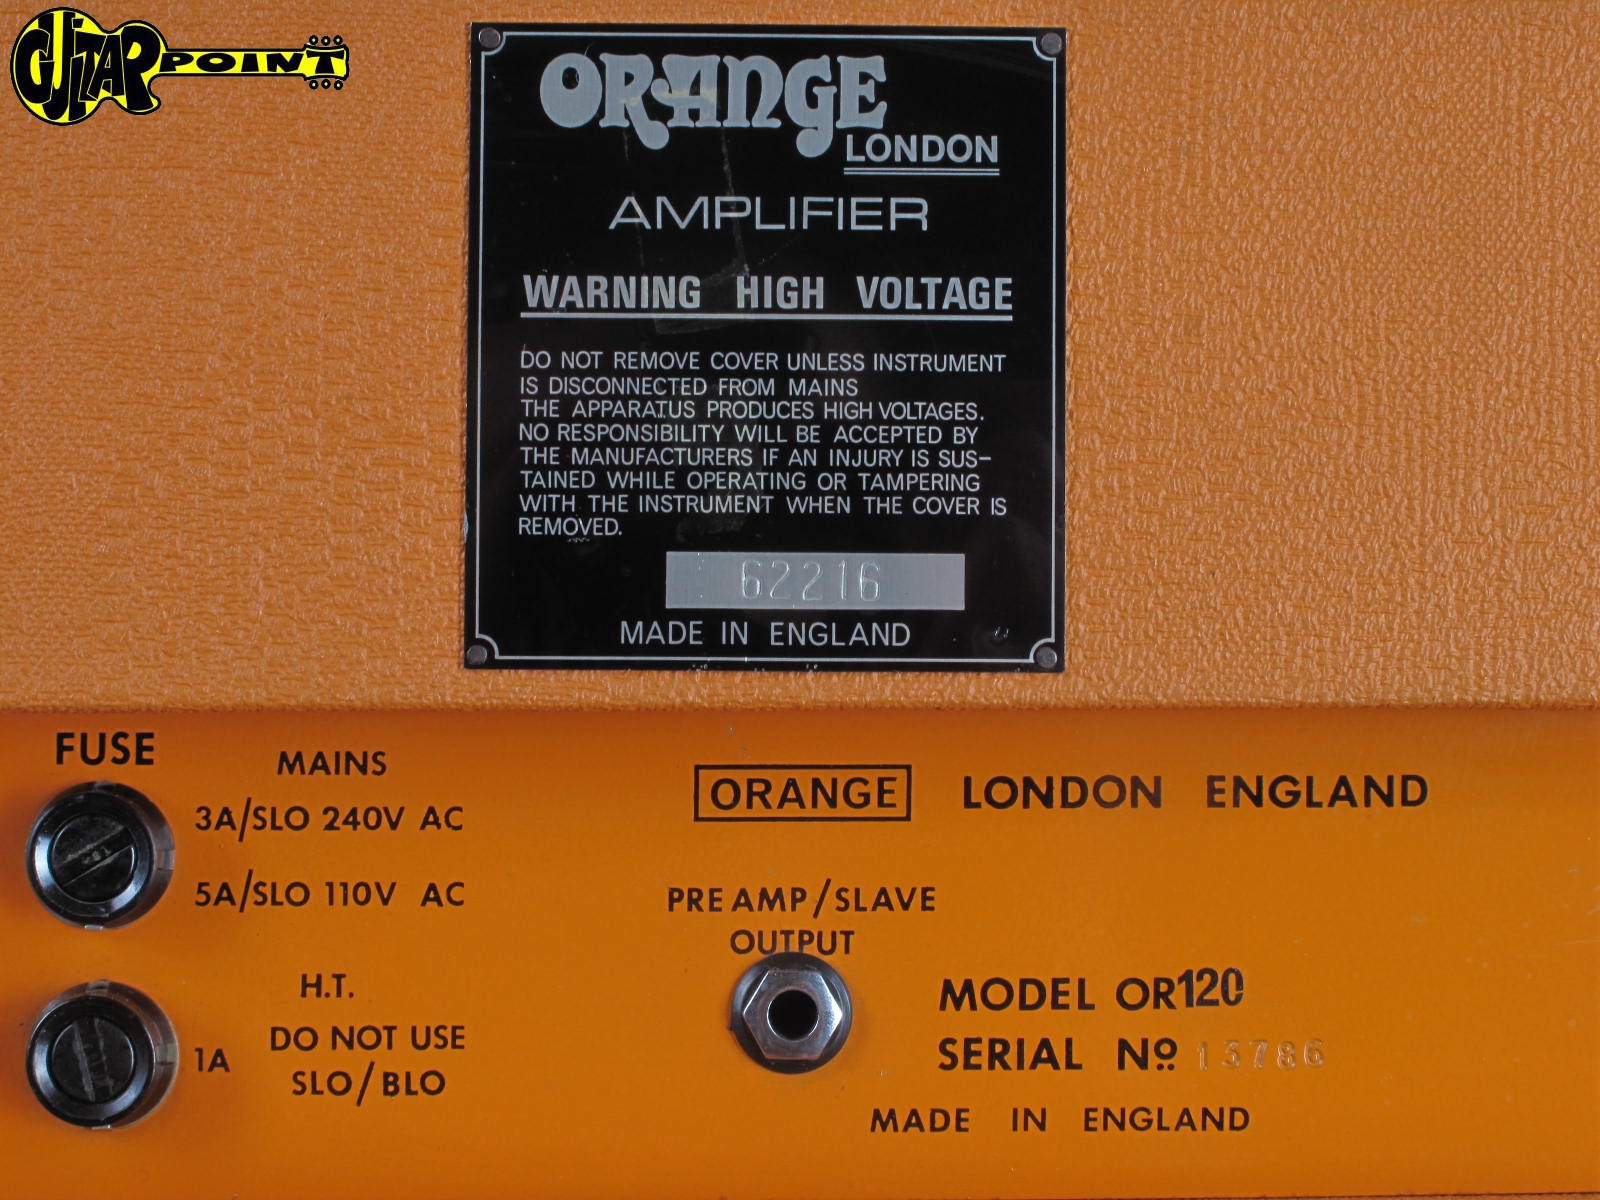 GUITAR POINT
ORANGE
LONDON
AMPLIFIER
WARNING HIGH VOLTAGE
DO NOT REMOVE COVER UNLESS INSTRUMENT
IS DISCONNECTED FROM MAINS
THE APPARATUS PRODUCES HIGH VOLTAGES.
NO RESPONSIBILITY WILL BE ACCEPTED BY
THE MANUFACTURERS IF AN INJURY IS SUS-
TAINED WHILE OPERATING OR TAMPERING
WITH THE INSTRUMENT WHEN THE COVER IS
REMOVED.
62216
MADE IN ENGLAND
FUSE
MAINS
3A/SLO 240V AC
5A/SLO 110V AC
H.T.
1A
DO NOT USE
SLO/BLO
ORANGE LONDON ENGLAND
PRE AMP/SLAVE
OUTPUT
MODEL OR120
SERIAL Nº 13786
MADE IN ENGLAND